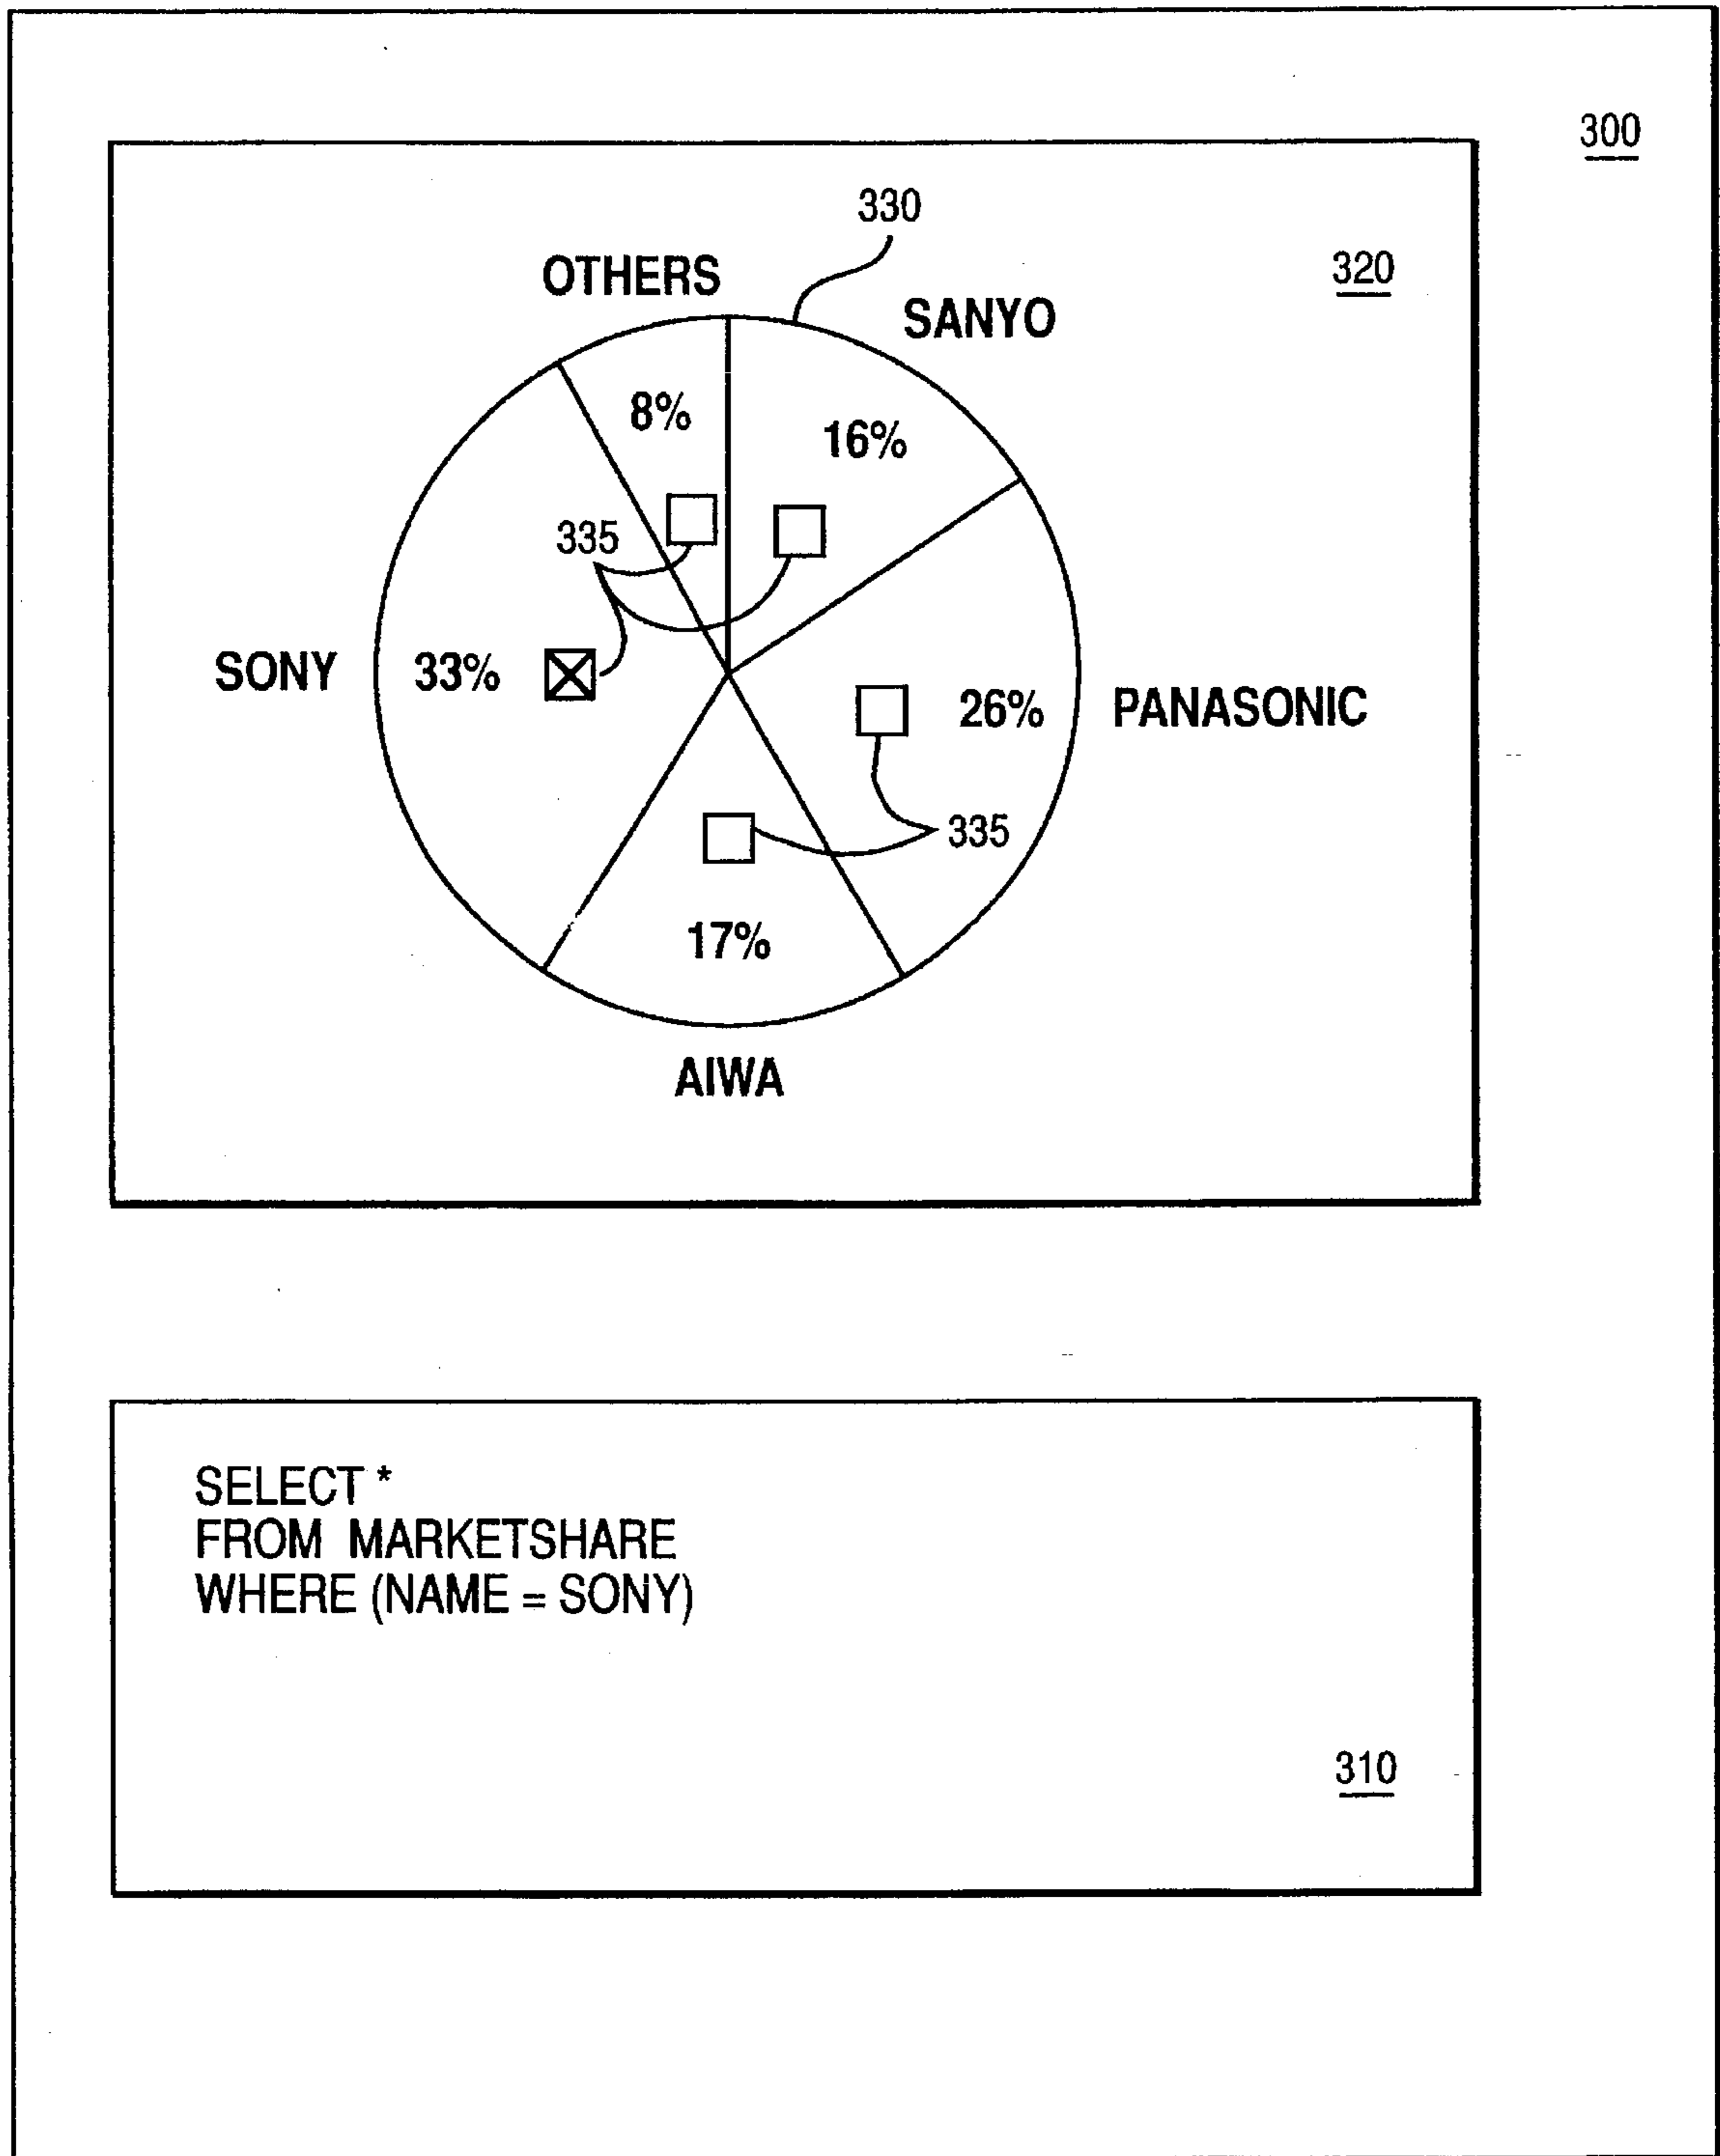 300
330
320
OTHERS
SANYO
8%
16%
335
SONY
33%
26%
PANASONIC
335
17%
AIWA
SELECT *
FROM MARKETSHARE
WHERE (NAME = SONY)
310